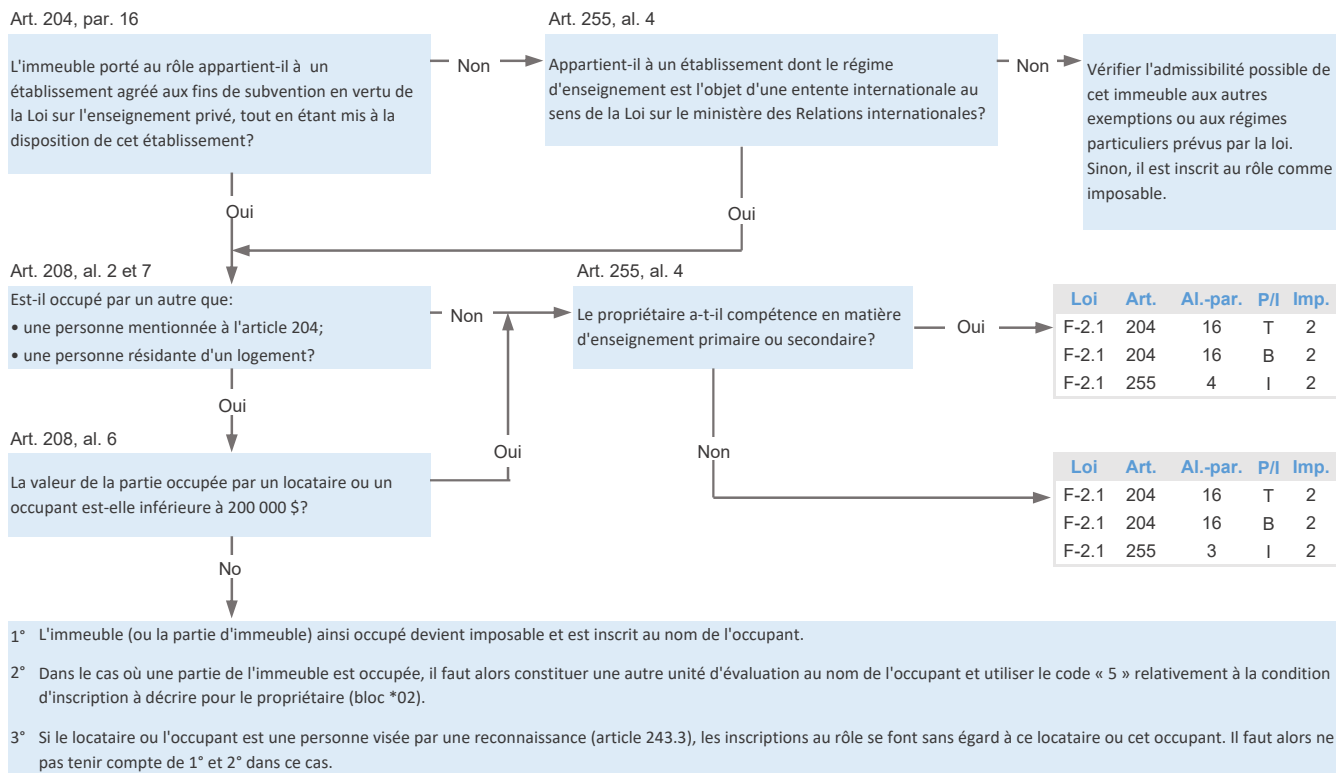 Art. 204, par. 16
L'immeuble porté au rôle appartient-il à un
établissement agréé aux fins de subvention en vertu de
la Loi sur l'enseignement privé, tout en étant mis à la
disposition de cet établissement?
Non
Art. 255, al. 4
Appartient-il à un établissement dont le régime
d'enseignement est l'objet d'une entente internationale au
sens de la Loi sur le ministère des Relations internationales?
Non
Vérifier l'admissibilité possible de
cet immeuble aux autres
exemptions ou aux régimes
particuliers prévus par la loi.
Sinon, il est inscrit au rôle comme
imposable.
Oui
Oui
Art. 208, al. 2 et 7
Est-il occupé par un autre que:
• une personne mentionnée à l'article 204;
• une personne résidante d'un logement?
Non
Art. 255, al. 4
Le propriétaire a-t-il compétence en matière
d'enseignement primaire ou secondaire?
Oui
Loi Art. Al.-par. P/I Imp.
F-2.1 204 16 T 2
F-2.1 204 16 B 2
F-2.1 255 4 I 2
Oui
Art. 208, al. 6
La valeur de la partie occupée par un locataire ou un
occupant est-elle inférieure à 200 000 $?
Oui
Non
Loi Art. Al.-par. P/I Imp.
F-2.1 204 16 T 2
F-2.1 204 16 B 2
F-2.1 255 3 I 2
No
1° L'immeuble (ou la partie d'immeuble) ainsi occupé devient imposable et est inscrit au nom de l'occupant.
2° Dans le cas où une partie de l'immeuble est occupée, il faut alors constituer une autre unité d'évaluation au nom de l'occupant et utiliser le code « 5 » relativement à la condition
d'inscription à décrire pour le propriétaire (bloc *02).
3° Si le locataire ou l'occupant est une personne visée par une reconnaissance (article 243.3), les inscriptions au rôle se font sans égard à ce locataire ou cet occupant. Il faut alors ne
pas tenir compte de 1° et 2° dans ce cas.